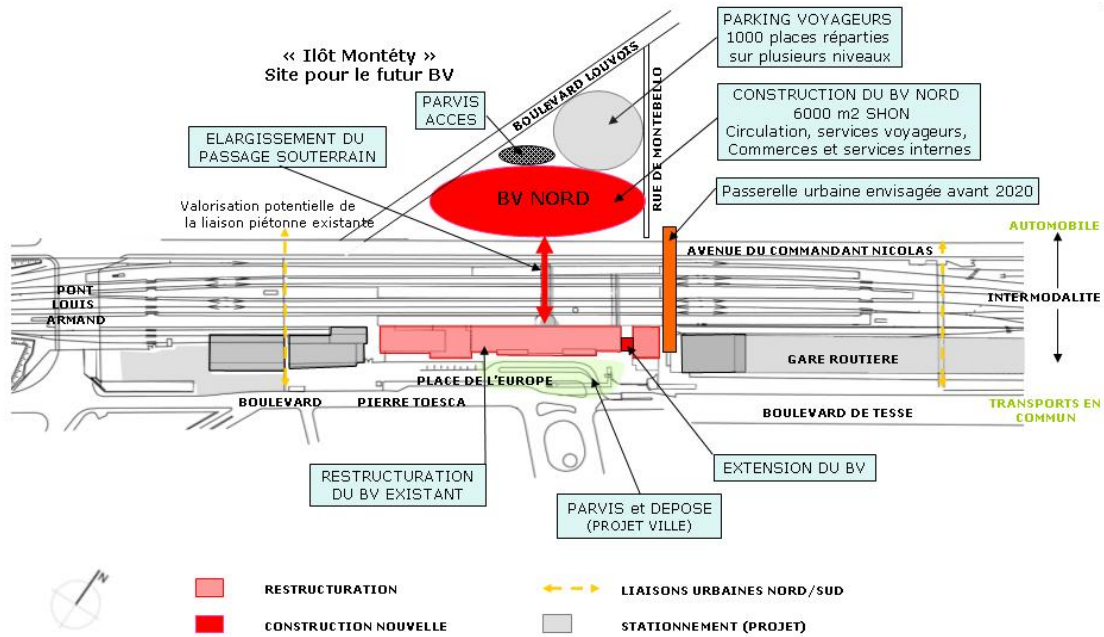 « Ilôt Montéty »
Site pour le futur BV
PARKING VOYAGEURS
1000 places réparties
sur plusieurs niveaux
BOULEVARD LOUVOIS
RUE DE MONTEBELLO
PARVIS
ACCES
CONSTRUCTION DU BV NORD
6000 m2 SHON
Circulation, services voyageurs,
Commerces et services internes
ELARGISSEMENT DU
PASSAGE SOUTERRAIN
BV NORD
Passerelle urbaine envisagée avant 2020
Valorisation potentielle de
la liaison piétonne existante
AUTOMOBILE
AVENUE DU COMMANDANT NICOLAS
PONT
LOUIS
ARMAND
INTERMODALITE
GARE ROUTIERE
PLACE DE L'EUROPE
BOULEVARD PIERRE TOESCA
BOULEVARD DE TESSE
TRANSPORTS EN
COMMUN
RESTRUCTURATION
DU BV EXISTANT
EXTENSION DU BV
PARVIS et DEPOSE
(PROJET VILLE)
N
RESTRUCTURATION
LIAISONS URBAINES NORD/SUD
CONSTRUCTION NOUVELLE
STATIONNEMENT (PROJET)